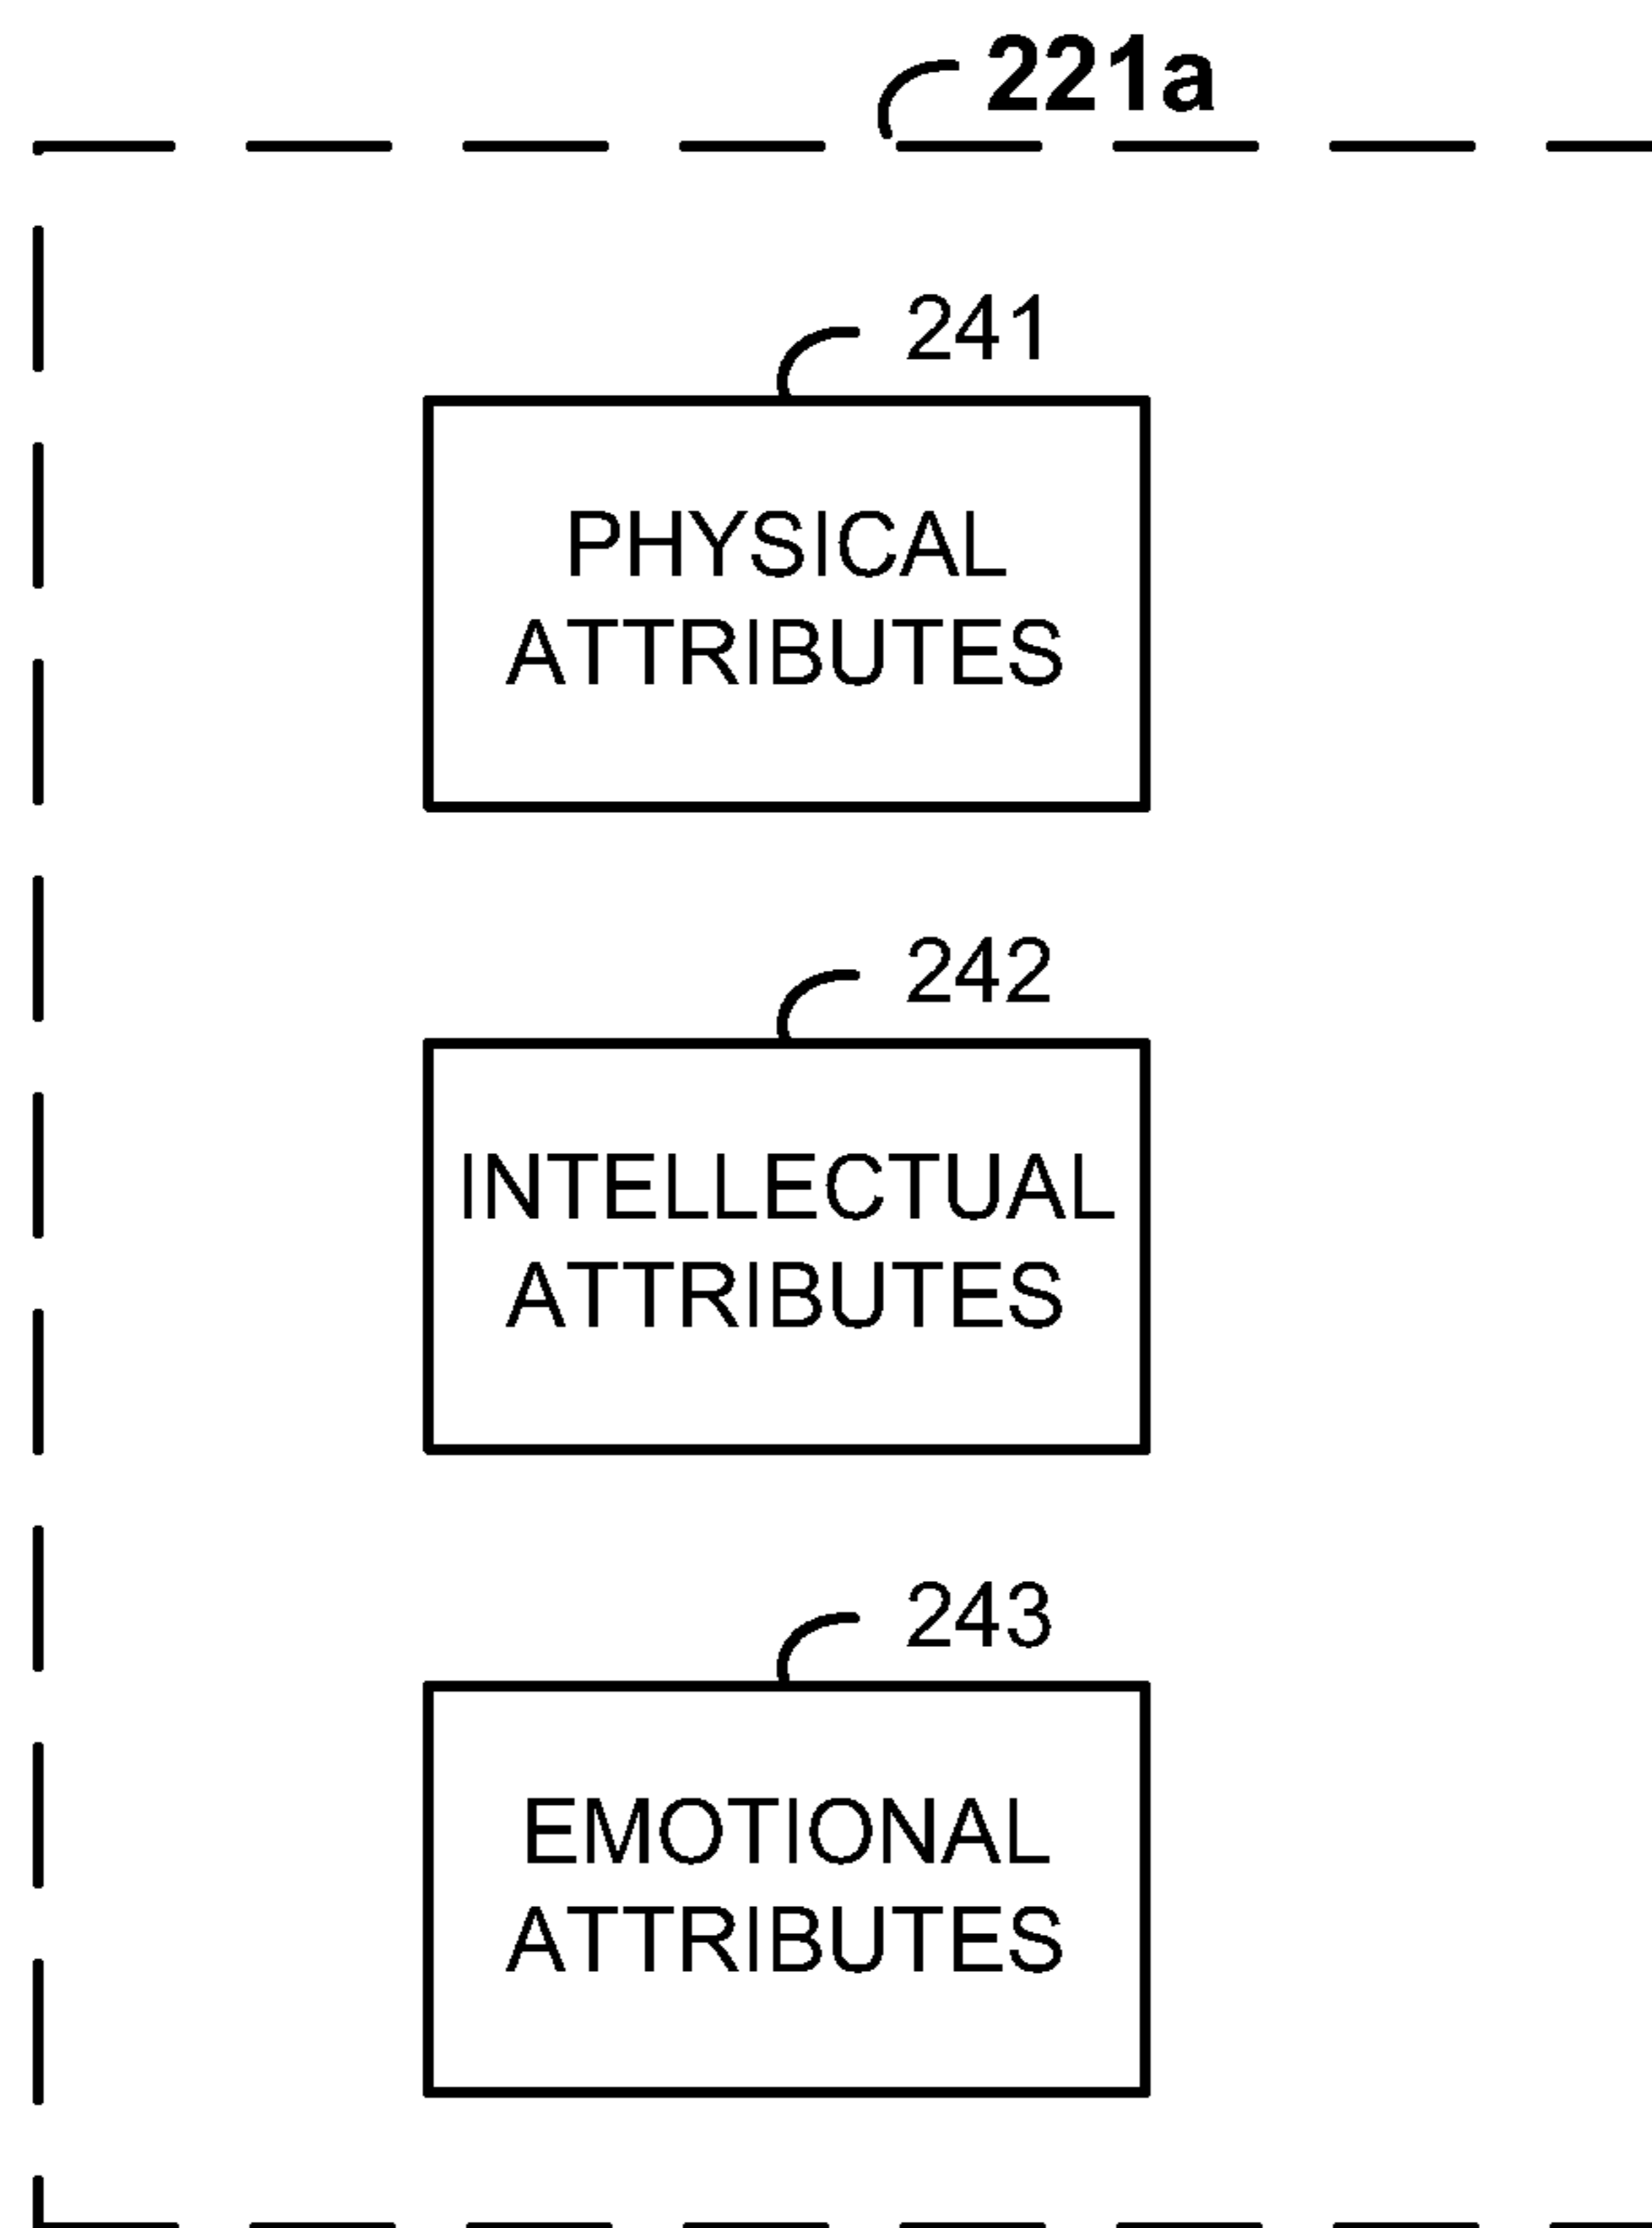 221a
241
PHYSICAL
ATTRIBUTES
242
INTELLECTUAL
ATTRIBUTES
243
EMOTIONAL
ATTRIBUTES